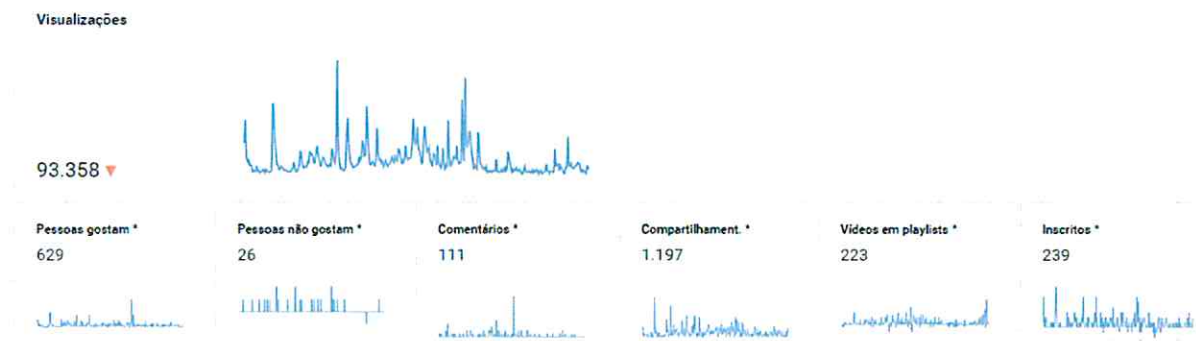 Visualizações
93.358
Pessoas gostam *
629
Pessoas não gostam *
26
Comentários *
111
Compartilhament. *
1.197
Vídeos em playlists *
223
Inscritos *
239